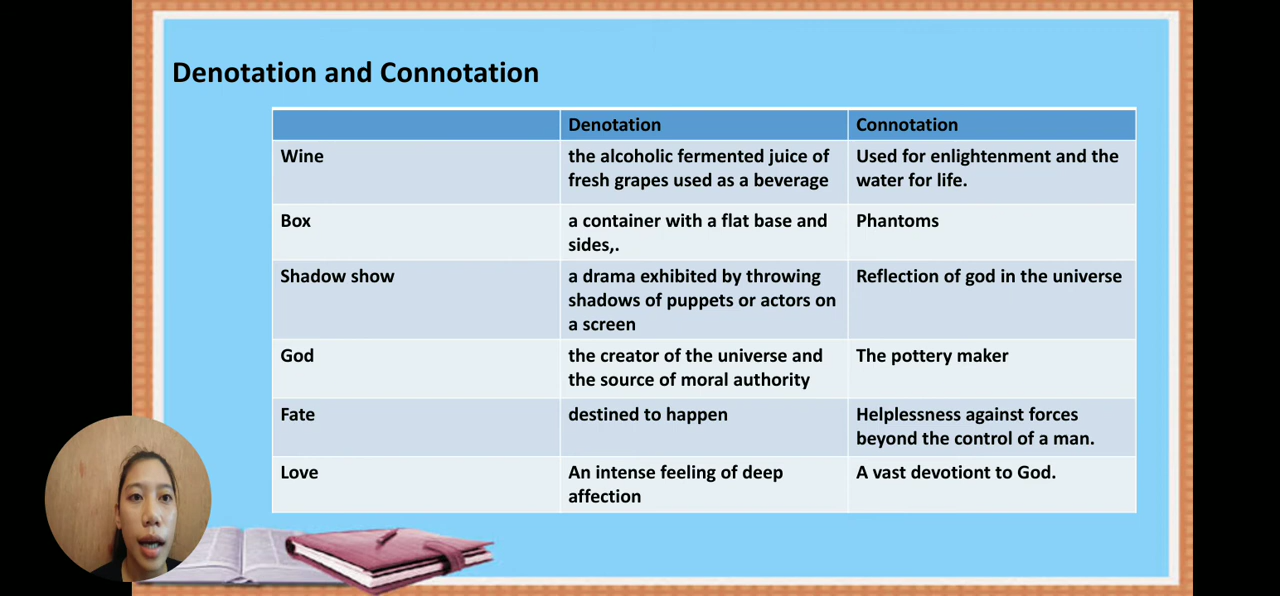 Denotation and Connotation
Denotation
Connotation
Wine
the alcoholic fermented juice of
fresh grapes used as a beverage
Used for enlightenment and the
water for life.
Box
a container with a flat base and
sides,.
Phantoms
Shadow show
a drama exhibited by throwing
shadows of puppets or actors on
a screen
Reflection of god in the universe
God
the creator of the universe and
the source of moral authority
The pottery maker
Fate
destined to happen
Helplessness against forces
beyond the control of a man.
Love
An intense feeling of deep
affection
A vast devotiont to God.